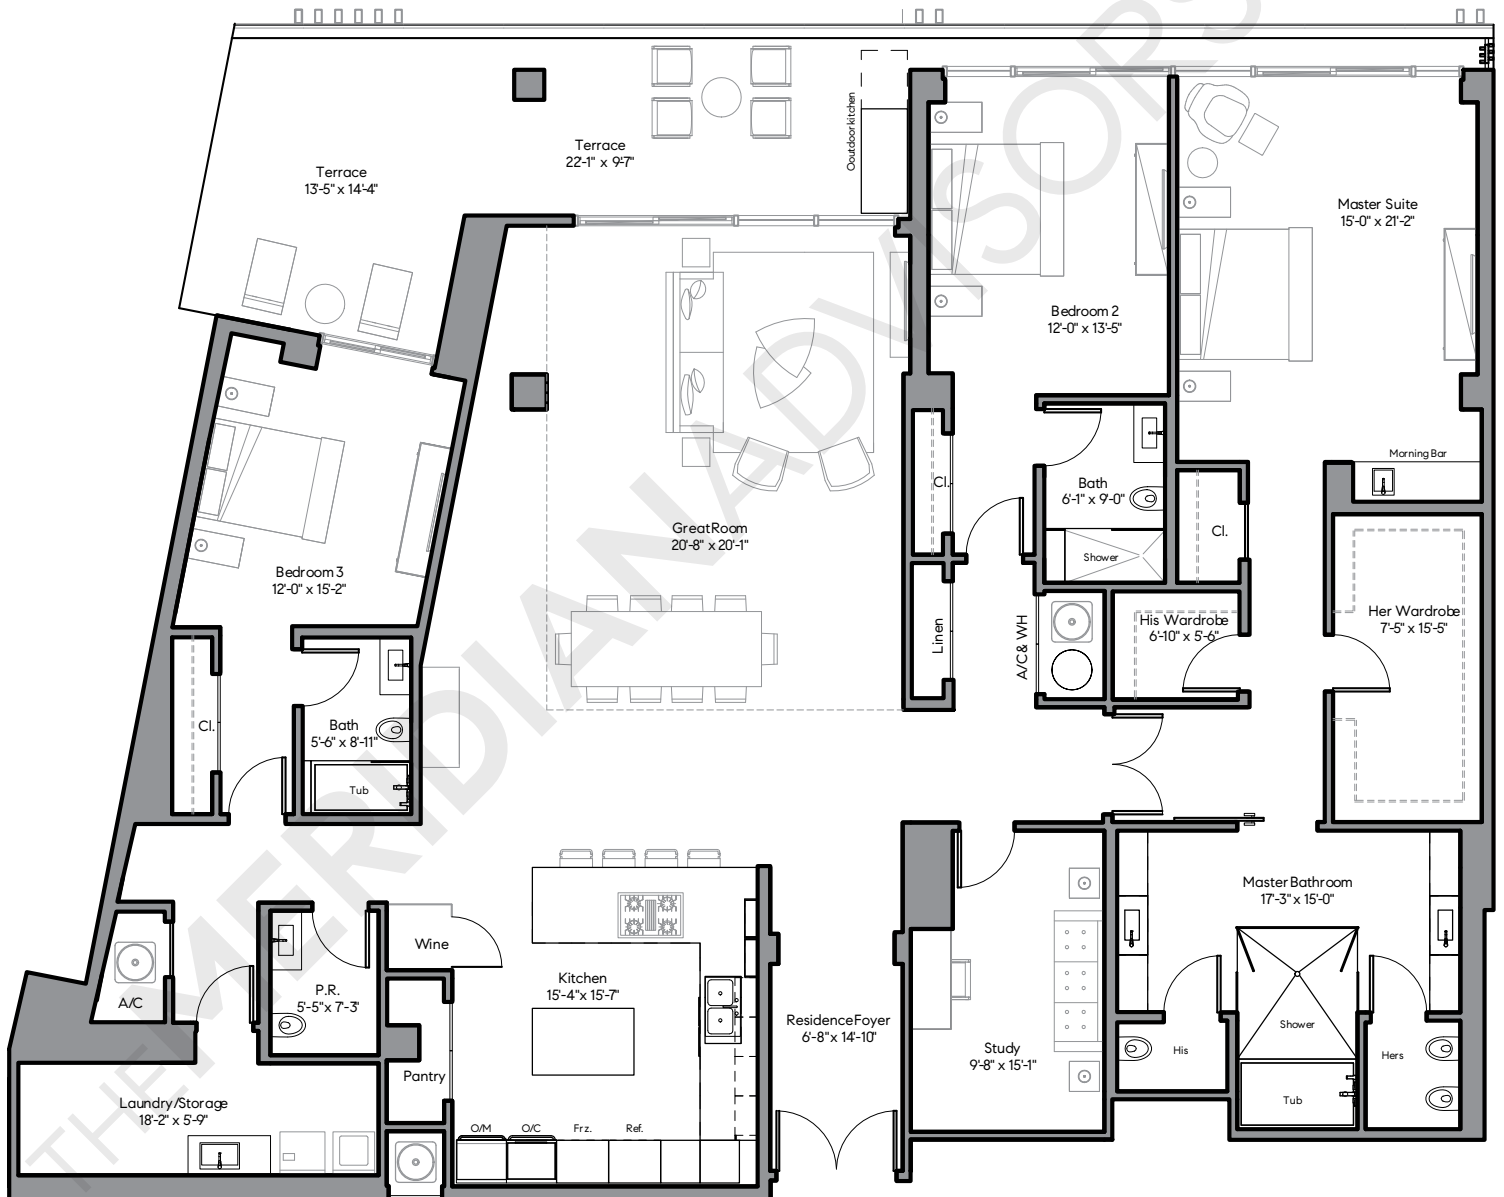 Terrace
13'-5" x 14'-4"
Terrace
22'-1" x 9'-7"
Ooutdoor kitchen
Master Suite
15'-0" x 21'-2"
Bedroom 2
12'-0" x 13'-5"
Morning Bar
Cl.
Bath
6'-1" x 9'-0"
Shower
Cl.
Great Room
20'-8" x 20'-1"
Bedroom 3
12'-0" x 15'-2"
Linen
A/C & WH
His Wardrobe
6'-10" x 5'-6"
Her Wardrobe
7'-5" x 15'-5"
Cl.
Bath
5'-6" x 8'-11"
Tub
Master Bathroom
17'-3" x 15'-0"
Wine
Kitchen
15'-4" x 15'-7"
A/C
P.R.
5'-5" x 7'-3"
Residence Foyer
6'-8" x 14'-10"
Study
9'-8" x 15'-1"
His
Shower
Hers
Tub
Pantry
Laundry/Storage
18'-2" x 5'-9"
O/M
O/C
Frz.
Ref.
THE MERIDIAN ADVISORS